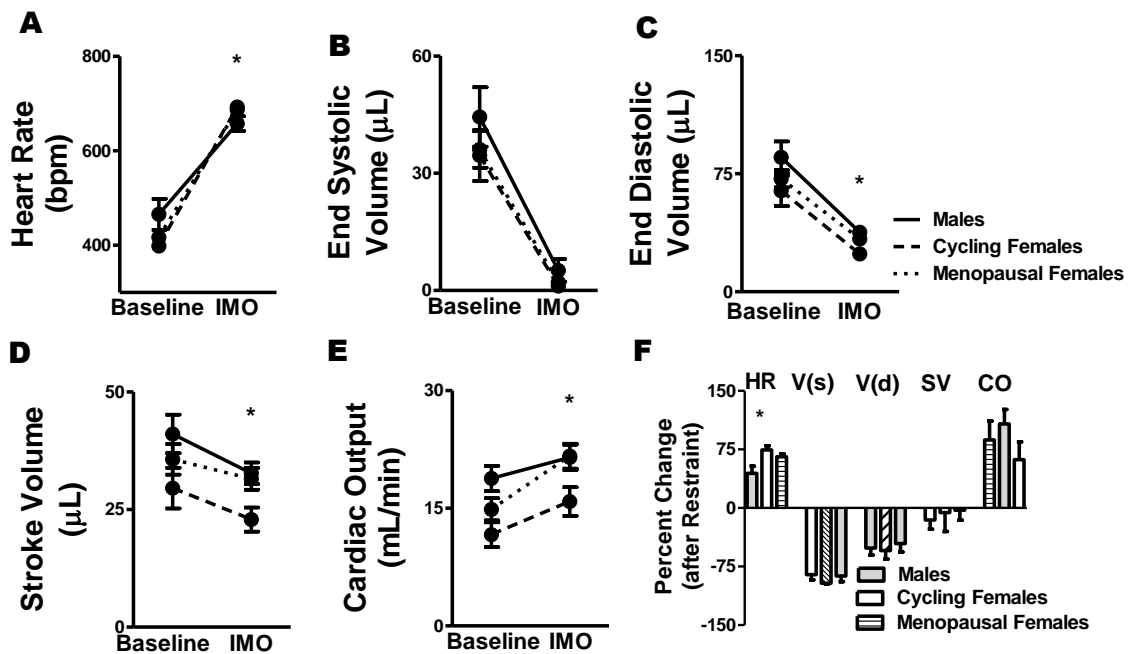 A
Heart Rate
(bpm)
800
600
400
*
Baseline IMO
B
End Systolic
Volume (μL)
60
30
0
Baseline IMO
C
End Diastolic
Volume (μL)
150
75
0
*
Baseline IMO
Males
Cycling Females
Menopausal Females
D
Stroke Volume
(μL)
50
25
0
*
Baseline IMO
E
Cardiac Output
(mL/min)
30
15
0
*
Baseline IMO
F
Percent Change
(after Restraint)
150
75
0
-75
-150
HR V(s) V(d) SV CO
*
Males
Cycling Females
Menopausal Females